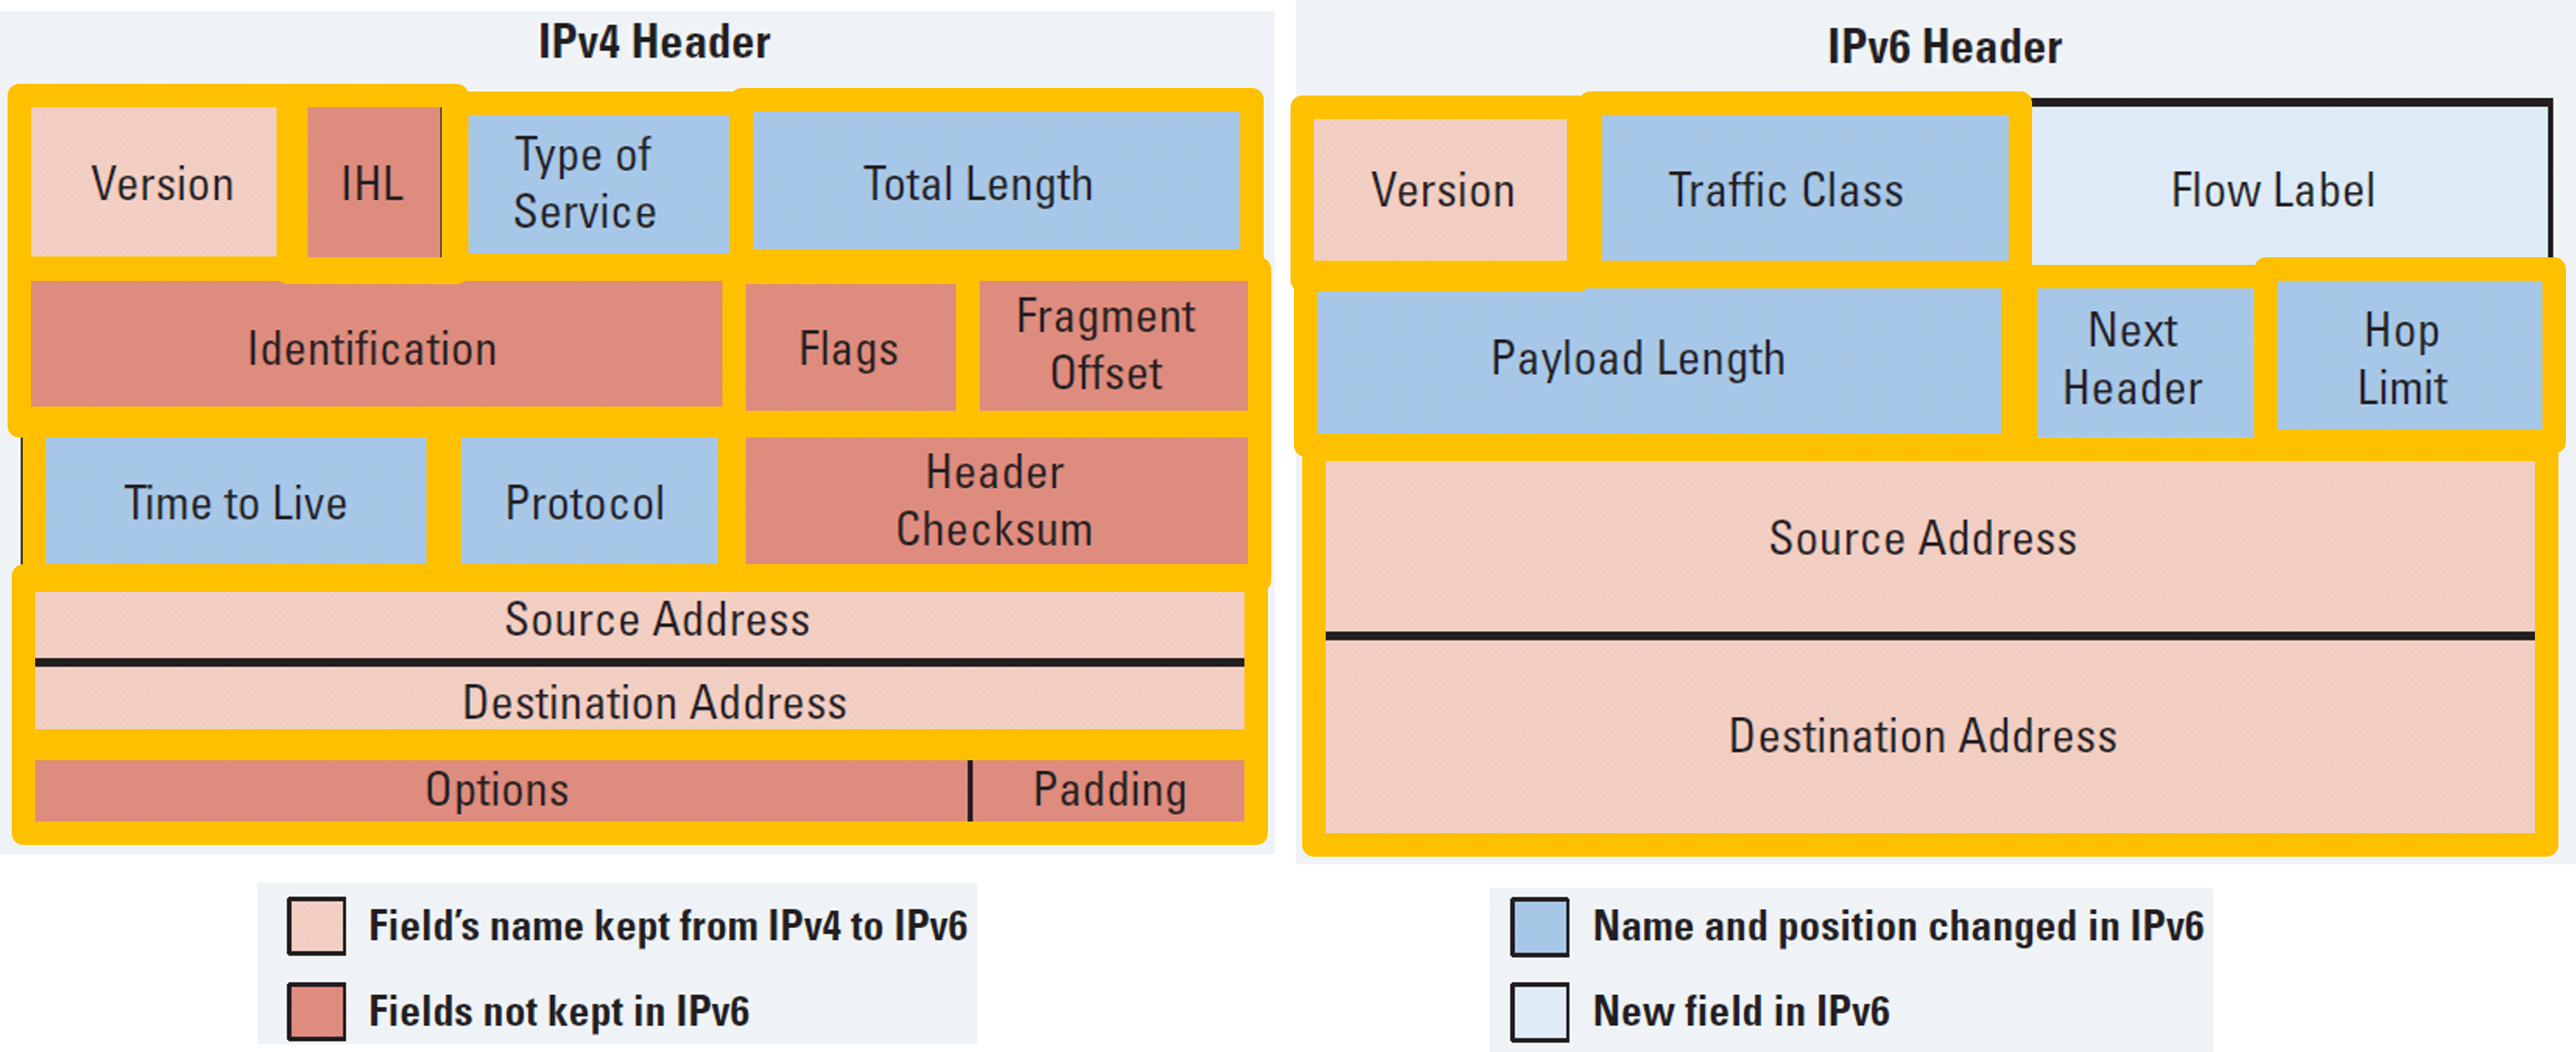 IPv4 Header
Version
IHL
Type of
Service
Total Length
Identification
Flags
Fragment
Offset
Time to Live
Protocol
Header
Checksum
Source Address
Destination Address
Options
Padding
Field's name kept from IPv4 to IPv6
Fields not kept in IPv6
IPv6 Header
Version
Traffic Class
Flow Label
Payload Length
Next
Header
Hop
Limit
Source Address
Destination Address
Name and position changed in IPv6
New field in IPv6